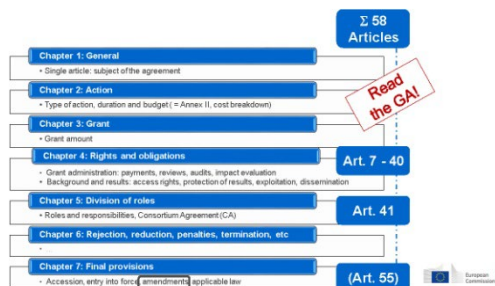 Σ 58
Articles
Chapter 1: General
• Single article: subject of the agreement
Read
the GA!
Chapter 2: Action
• Type of action, duration and budget ( = Annex II, cost breakdown)
Chapter 3: Grant
• Grant amount
Chapter 4: Rights and obligations
Art. 7 - 40
• Grant administration: payments, reviews, audits, impact evaluation
• Background and results: access rights, protection of results, exploitation, dissemination
Chapter 5: Division of roles
Art. 41
• Roles and responsibilities, Consortium Agreement (CA)
Chapter 6: Rejection, reduction, penalties, termination, etc
Chapter 7: Final provisions
(Art. 55)
• Accession, entry into force, amendments, applicable law
European
Commission